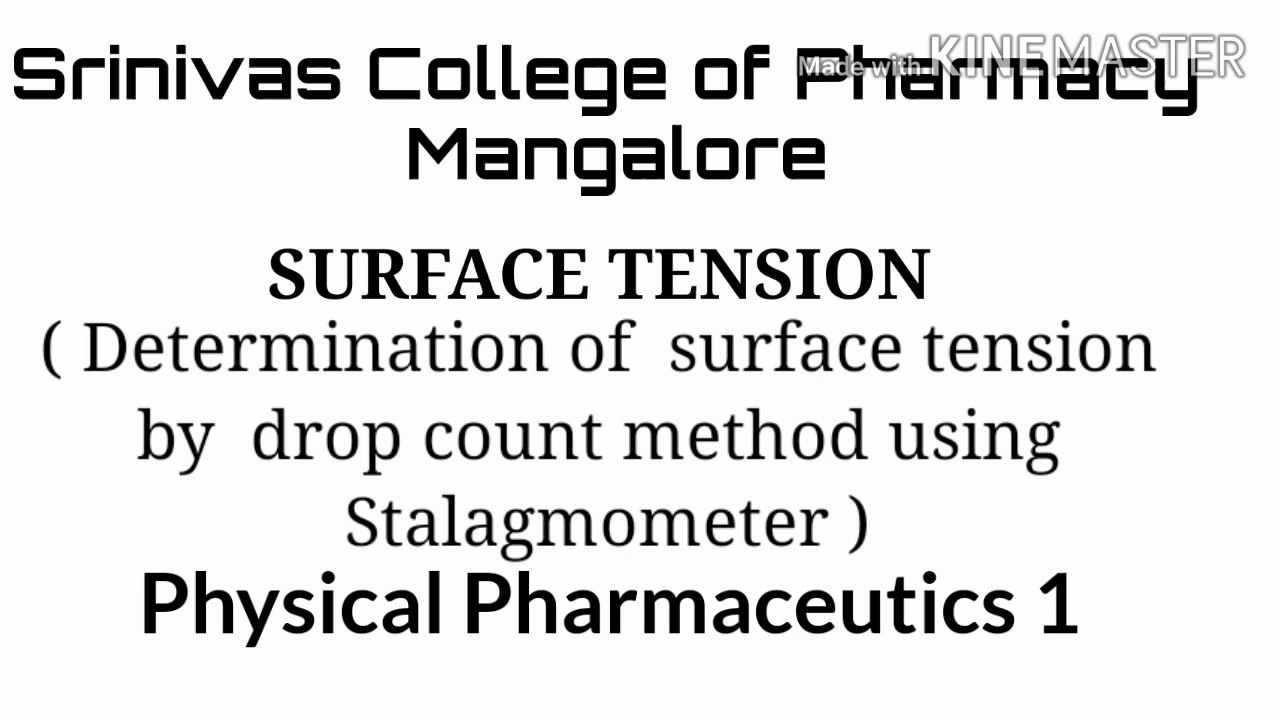 Srinivas College of Pharmacy
Made with KINEMASTER
Mangalore
SURFACE TENSION
( Determination of surface tension
by drop count method using
Stalagmometer )
Physical Pharmaceutics 1